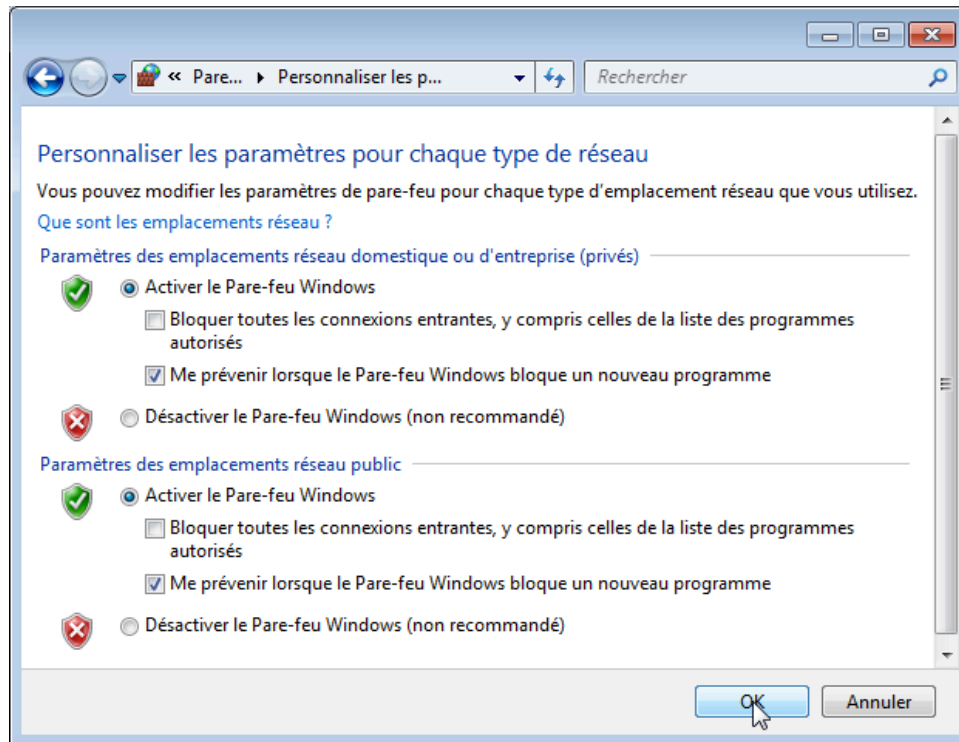 « Pare... ▸ Personnaliser les p... Rechercher
Personnaliser les paramètres pour chaque type de réseau
Vous pouvez modifier les paramètres de pare-feu pour chaque type d'emplacement réseau que vous utilisez.
Que sont les emplacements réseau ?
Paramètres des emplacements réseau domestique ou d'entreprise (privés)
Activer le Pare-feu Windows
Bloquer toutes les connexions entrantes, y compris celles de la liste des programmes
autorisés
Me prévenir lorsque le Pare-feu Windows bloque un nouveau programme
Désactiver le Pare-feu Windows (non recommandé)
Paramètres des emplacements réseau public
Activer le Pare-feu Windows
Bloquer toutes les connexions entrantes, y compris celles de la liste des programmes
autorisés
Me prévenir lorsque le Pare-feu Windows bloque un nouveau programme
Désactiver le Pare-feu Windows (non recommandé)
OK Annuler